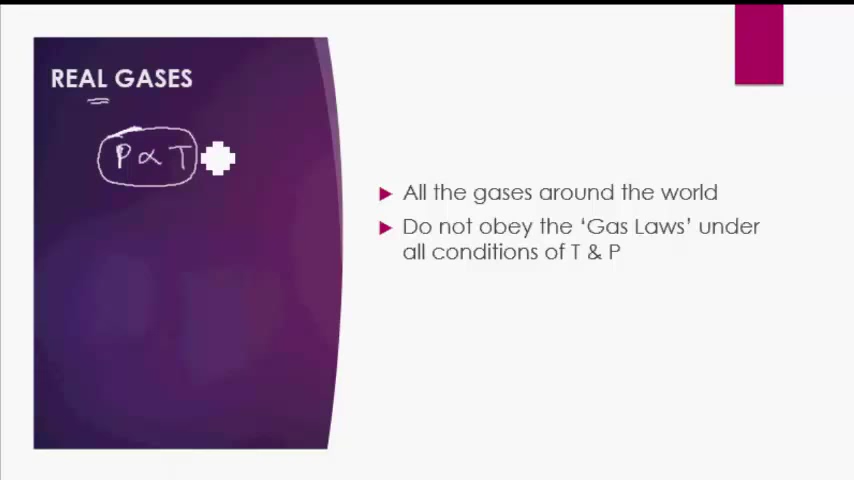 REAL GASES
P ∝ T
All the gases around the world
Do not obey the ‘Gas Laws’ under
all conditions of T & P